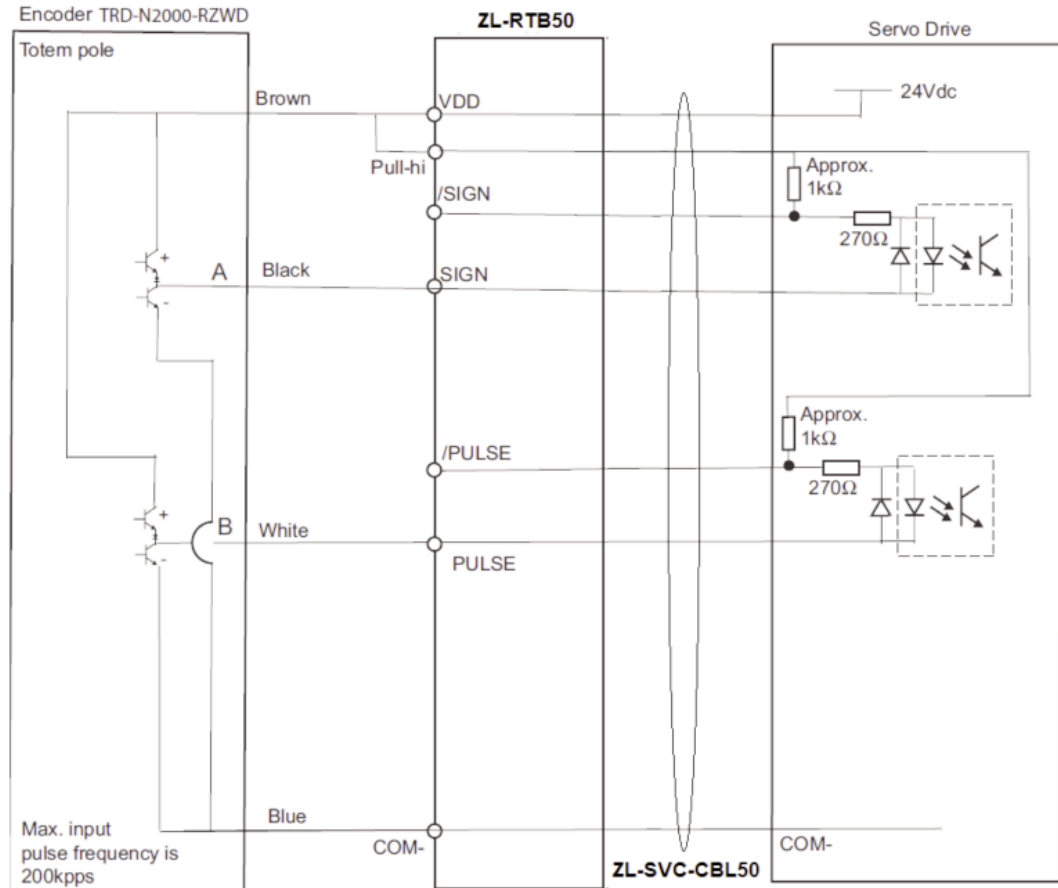 Encoder TRD-N2000-RZWD
ZL-RTB50
Servo Drive
Totem pole
Brown
VDD
24Vdc
Pull-hi
Approx.
1kΩ
/SIGN
270Ω
+
A
Black
SIGN
-
Approx.
1kΩ
/PULSE
270Ω
+
B
White
-
PULSE
Max. input
pulse frequency is
200kpps
Blue
COM-
COM-
ZL-SVC-CBL50